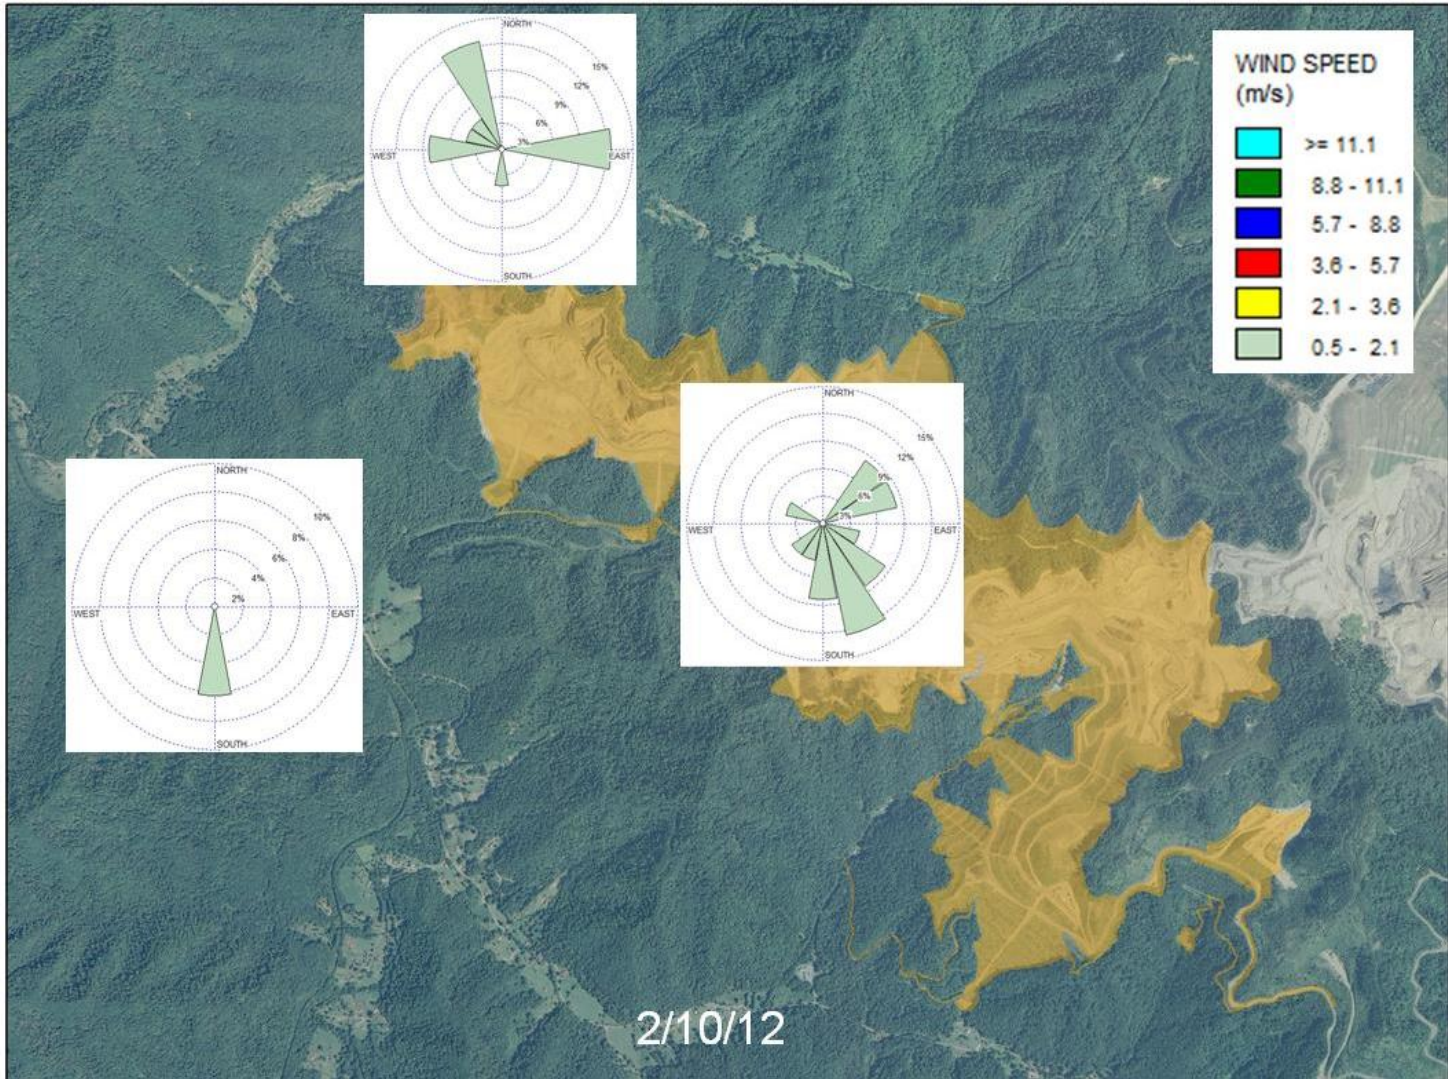 NORTH
15%
12%
9%
6%
3%
WEST
EAST
SOUTH
WIND SPEED
(m/s)
>= 11.1
8.8 - 11.1
5.7 - 8.8
3.6 - 5.7
2.1 - 3.6
0.5 - 2.1
NORTH
15%
12%
9%
6%
3%
WEST
EAST
SOUTH
NORTH
10%
8%
6%
4%
2%
WEST
EAST
SOUTH
2/10/12